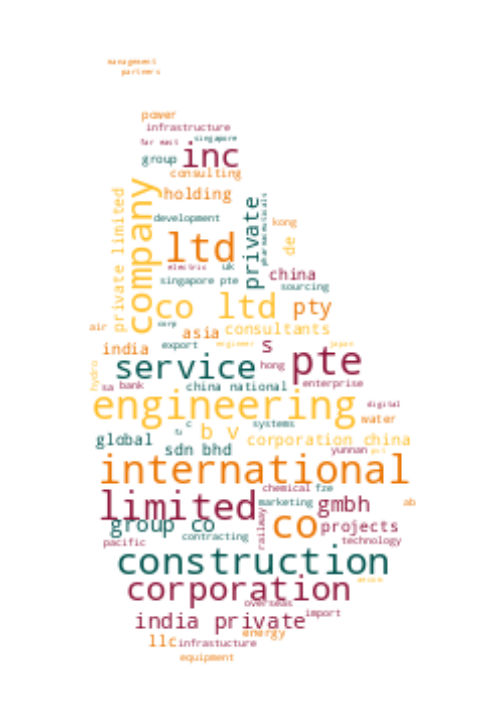 management
partners
power
infrastructure
singapore
far east
inc
group
consulting
holding
private limited
company
development
private
pharmaceuticals
kong
ltd
de
electric
uk
china
singapore pte
sourcing
co ltd
pty
air
corp
asia
consultants
india
export
engineer
s
japan
service
hong
pte
hydro
sa
bank
china national
enterprise
engineering
digital
water
c
systems
b v
global
corporation china
sdn bhd
yunnan
international
chemical
fze
limited
marketing
gmbh
ab
group co
co
projects
railway
contracting
pacific
technology
construction
corporation
overseas
import
india private
energy
llc
infrastucture
equipment